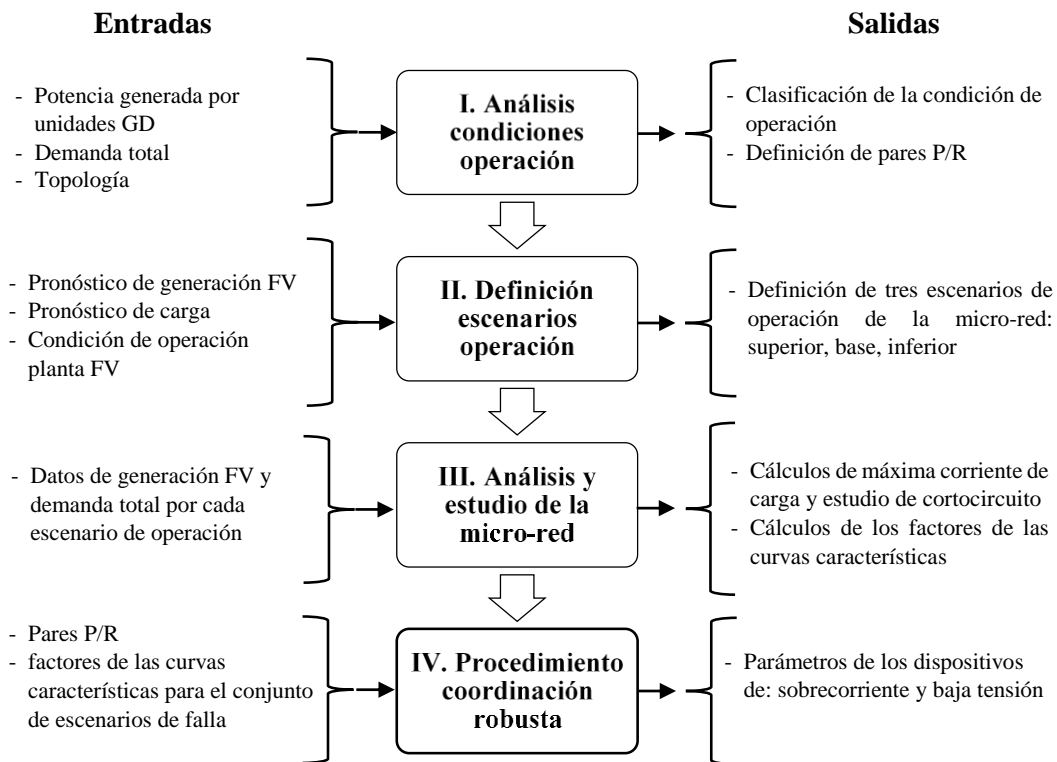 Entradas
Salidas
- Potencia generada por
unidades GD
- Demanda total
- Topología
I. Análisis
condiciones
operación
- Clasificación de la condición de
operación
- Definición de pares P/R
- Pronóstico de generación FV
- Pronóstico de carga
- Condición de operación
planta FV
II. Definición
escenarios
operación
- Definición de tres escenarios de
operación de la micro-red:
superior, base, inferior
- Datos de generación FV y
demanda total por cada
escenario de operación
III. Análisis y
estudio de la
micro-red
- Cálculos de máxima corriente de
carga y estudio de cortocircuito
- Cálculos de los factores de las
curvas características
- Pares P/R
- factores de las curvas
características para el conjunto
de escenarios de falla
IV. Procedimiento
coordinación
robusta
- Parámetros de los dispositivos
de: sobrecorriente y baja tensión